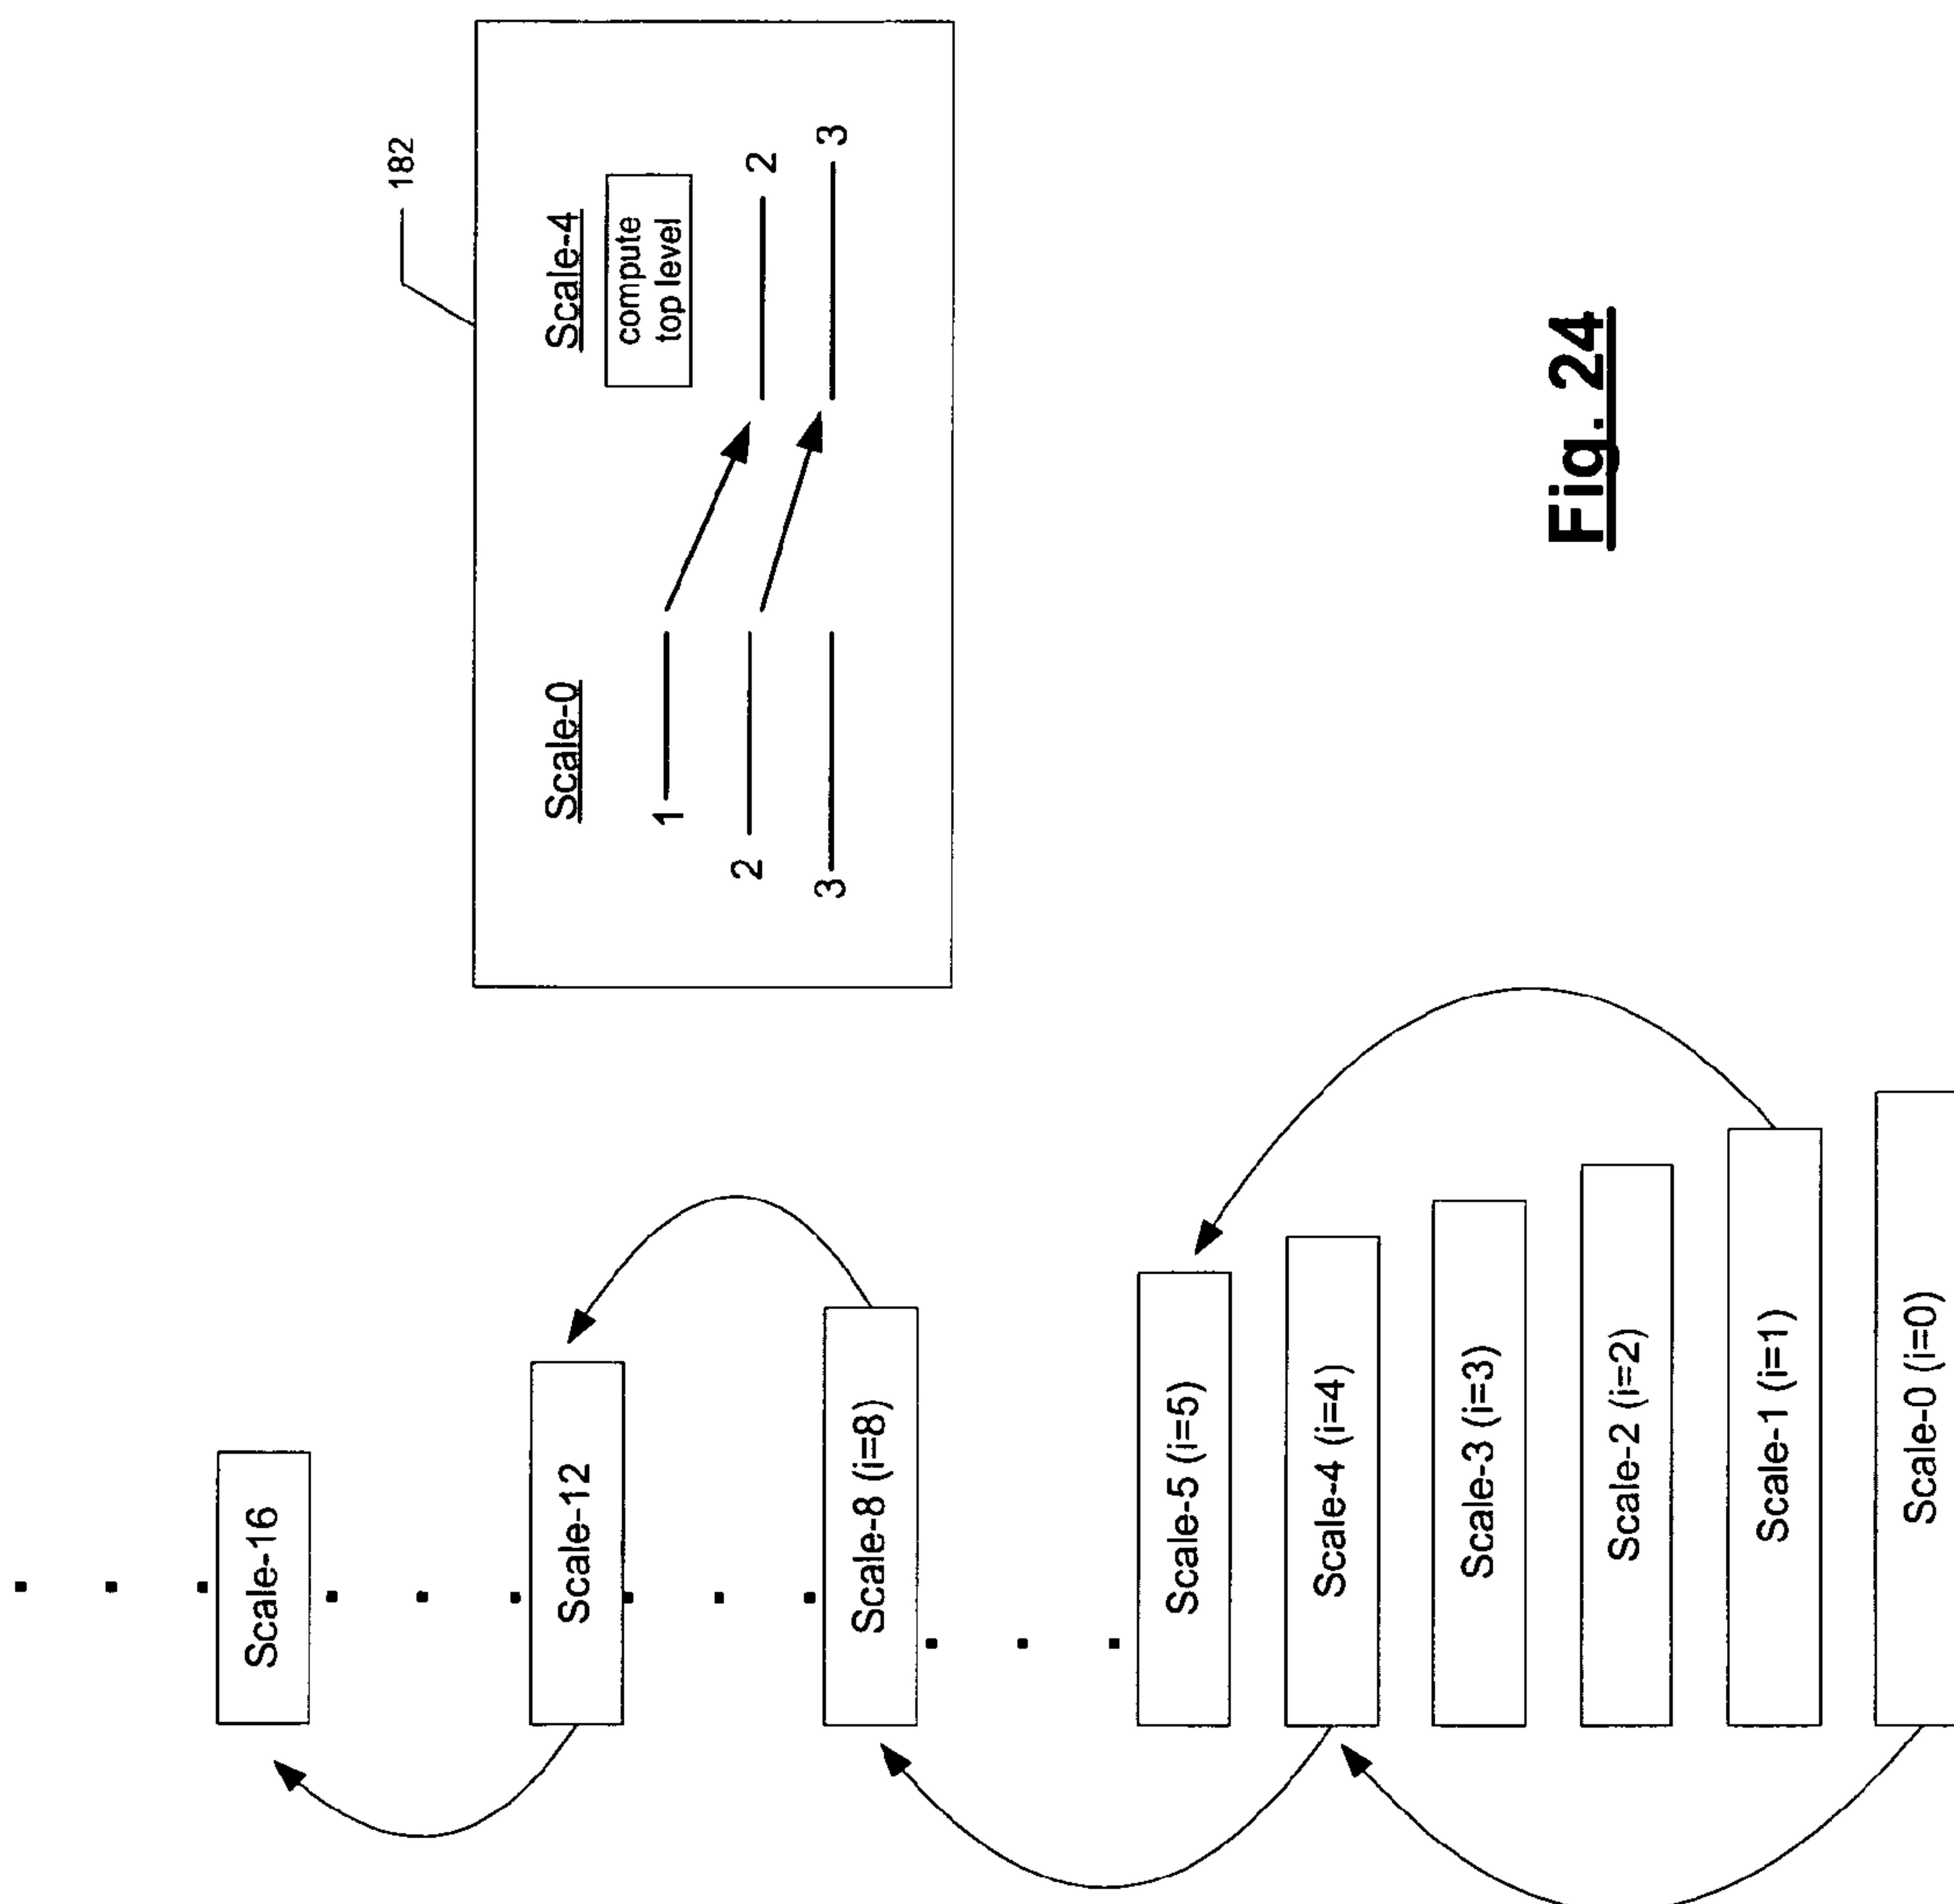 Scale-16
Scale-12
Scale-8 (i=8)
Scale-5 (i=5)
Scale-4 (i=4)
Scale-3 (i=3)
Scale-2 (i=2)
Scale-1 (i=1)
Scale-0 (i=0)
182
Scale-0
Scale-4
compute
top level
1
2
2
3
3
Fig. 24